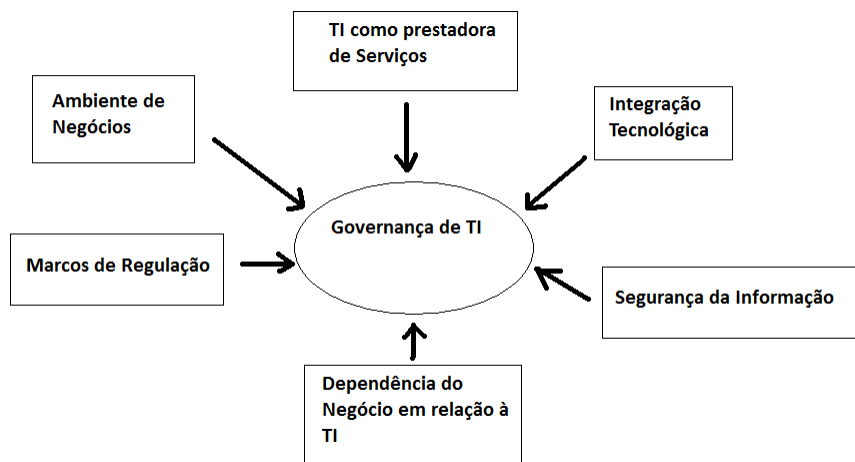 TI como prestadora
de Serviços
Ambiente de
Negócios
Integração
Tecnológica
Governança de TI
Marcos de Regulação
Segurança da Informação
Dependência do
Negócio em relação à
TI